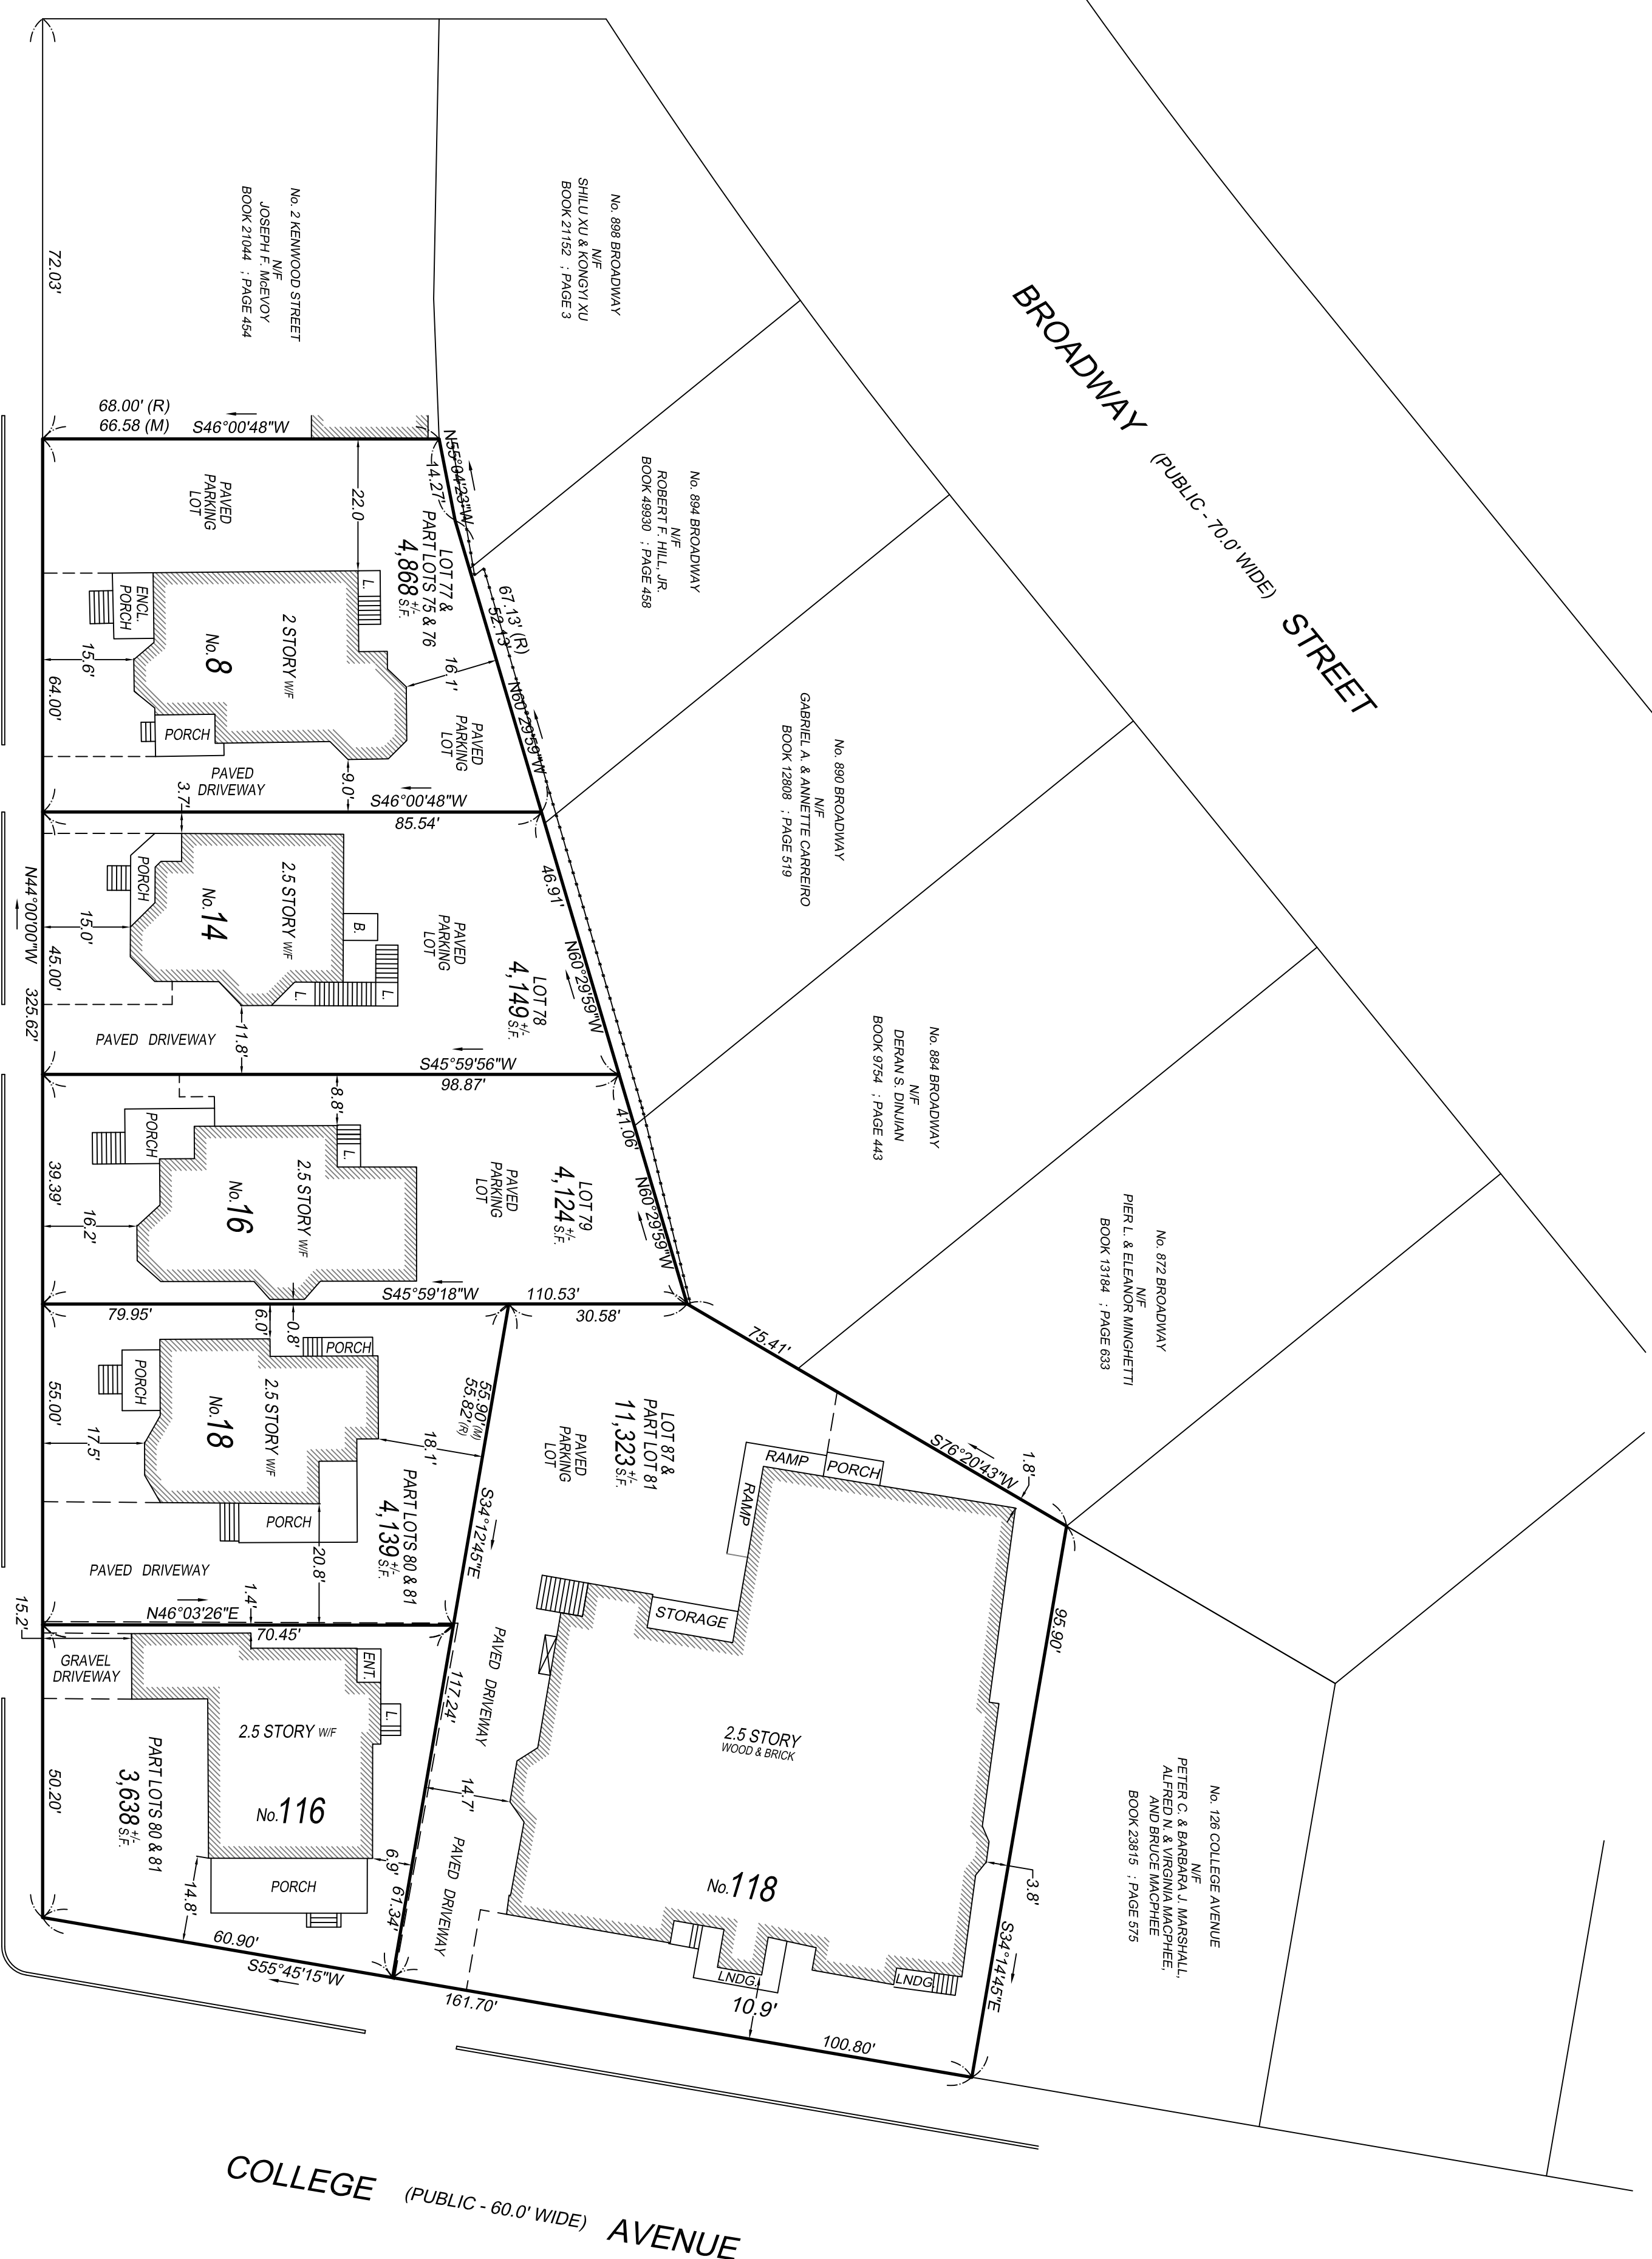 BROADWAY (PUBLIC - 70.0' WIDE) STREET
No. 898 BROADWAY
N/F
SHILU XU & KONGYI XU
BOOK 21152 ; PAGE 3
No. 2 KENWOOD STREET
N/F
JOSEPH F. McEVOY
BOOK 21044 ; PAGE 454
72.03'
No. 894 BROADWAY
N/F
ROBERT F. HILL, JR.
BOOK 49930 ; PAGE 458
No. 890 BROADWAY
N/F
GABRIEL A. & ANNETTE CARREIRO
BOOK 12808 ; PAGE 519
No. 884 BROADWAY
N/F
DERAN S. DINJIAN
BOOK 9754 ; PAGE 443
No. 872 BROADWAY
N/F
PIER L. & ELEANOR MINGHETTI
BOOK 13184 ; PAGE 633
No. 126 COLLEGE AVENUE
N/F
PETER C. & BARBARA J. MARSHALL,
ALFRED N. & VIRGINIA MACPHEE,
AND BRUCE MACPHEE
BOOK 23815 ; PAGE 575
68.00' (R)
66.58 (M)
S46°00'48"W
N55°04'23"W
14.27'
PAVED
PARKING
LOT
22.0
LOT 77 &
PART LOTS 75 & 76
4,868 +/- S.F.
67.13' (R)
52.13'
N60°29'59"W
16.1'
L.
ENCL.
PORCH
2 STORY W/F
No. 8
15.6'
64.00'
PORCH
PAVED
PARKING
LOT
PAVED
DRIVEWAY
9.0'
3.7'
S46°00'48"W
85.54'
46.91'
N60°29'59"W
PORCH
2.5 STORY W/F
No. 14
B.
L.
L.
15.0'
45.00'
N44°00'00"W 325.62'
PAVED
PARKING
LOT
LOT 78
4,149 +/- S.F.
11.8'
PAVED DRIVEWAY
S45°59'56"W
98.87'
41.06'
N60°29'59"W
8.8'
L.
PORCH
2.5 STORY W/F
No. 16
16.2'
39.39'
PAVED
PARKING
LOT
LOT 79
4,124 +/- S.F.
S45°59'18"W
110.53'
79.95'
30.58'
6.0'
0.8'
PORCH
PORCH
2.5 STORY W/F
No. 18
17.5'
55.00'
55.90' (M)
55.82' (R)
18.1'
S34°12'45"E
PART LOTS 80 & 81
4,139 +/- S.F.
PORCH
20.8'
PAVED DRIVEWAY
1.4'
N46°03'26"E
70.45'
15.2'
GRAVEL
DRIVEWAY
ENT.
L.
2.5 STORY W/F
No. 116
PART LOTS 80 & 81
3,638 +/- S.F.
50.20'
PORCH
14.8'
6.9'
61.34'
117.24'
PAVED DRIVEWAY
PAVED DRIVEWAY
14.7'
75.41'
S76°20'43"W
1.8'
LOT 87 &
PART LOT 81
11,323 +/- S.F.
PAVED
PARKING
LOT
RAMP
RAMP
PORCH
STORAGE
2.5 STORY
WOOD & BRICK
No. 118
95.90'
3.8'
S34°14'45"E
LNDG.
LNDG.
10.9'
60.90'
S55°45'15"W
161.70'
100.80'
COLLEGE (PUBLIC - 60.0' WIDE) AVENUE